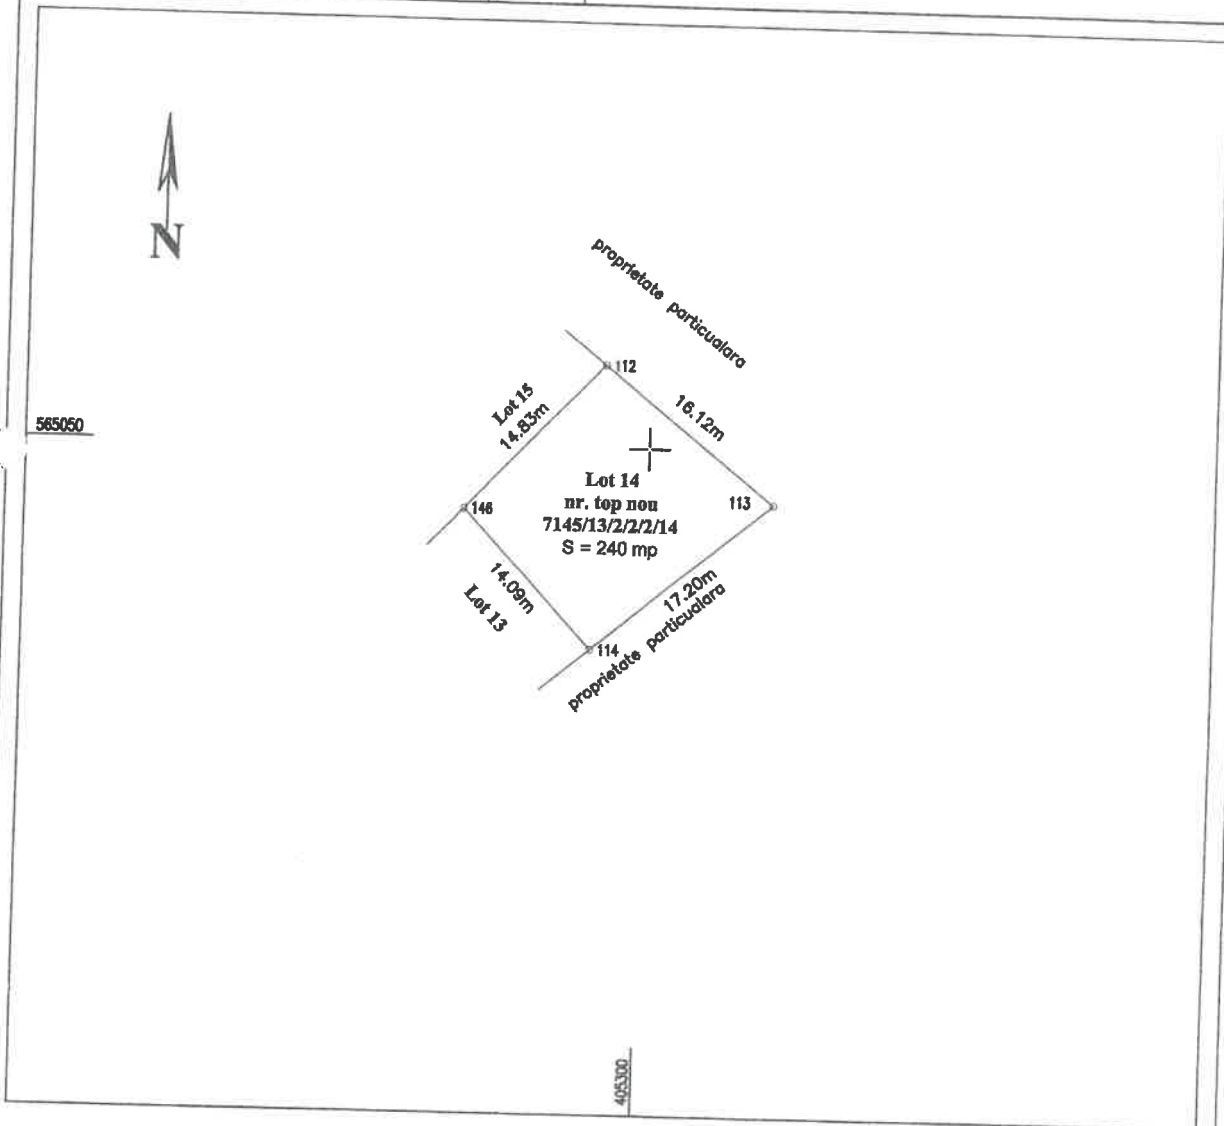 N
proprietate particualara
112
Lot 15
14.83m
16.12m
565050
Lot 14
nr. top nou
7145/13/2/2/2/14
S = 240 mp
113
146
14.09m
Lot 13
17.20m
proprietate particualara
114
405300